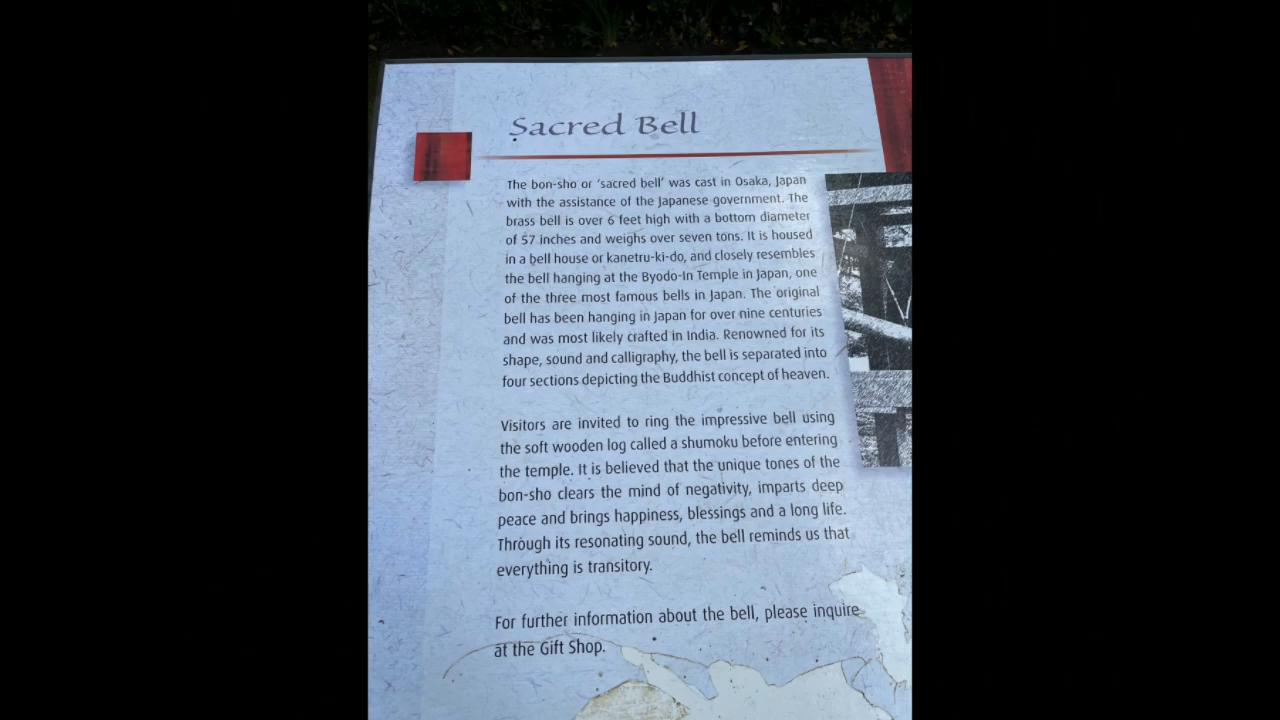 Sacred Bell
The bon-sho or 'sacred bell' was cast in Osaka, Japan
with the assistance of the Japanese government. The
brass bell is over 6 feet high with a bottom diameter
of 57 inches and weighs over seven tons. It is housed
in a bell house or kanetru-ki-do, and closely resembles
the bell hanging at the Byodo-In Temple in Japan, one
of the three most famous bells in Japan. The original
bell has been hanging in Japan for over nine centuries
and was most likely crafted in India. Renowned for its
shape, sound and calligraphy, the bell is separated into
four sections depicting the Buddhist concept of heaven.
Visitors are invited to ring the impressive bell using
the soft wooden log called a shumoku before entering
the temple. It is believed that the unique tones of the
bon-sho clears the mind of negativity, imparts deep
peace and brings happiness, blessings and a long life.
Through its resonating sound, the bell reminds us that
everything is transitory.
For further information about the bell, please inquire
at the Gift Shop.